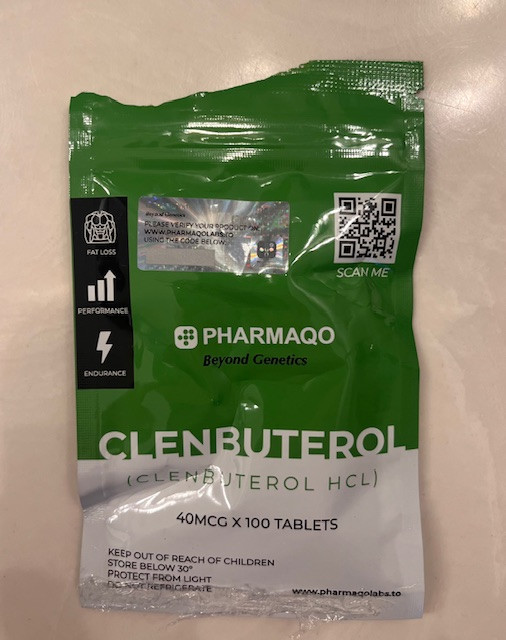 Beyond Genetics
PLEASE VERIFY YOUR PRODUCT ON
WWW.PHARMAQOLABS.TO
USING THE CODE BELOW.
SCAN ME
FAT LOSS
PERFORMANCE
ENDURANCE
PHARMAQO
Beyond Genetics
CLENBUTEROL
(CLENBUTEROL HCL)
40MCG X 100 TABLETS
KEEP OUT OF REACH OF CHILDREN
STORE BELOW 30°
PROTECT FROM LIGHT
DO NOT REFRIGERATE
www.pharmaqolabs.to